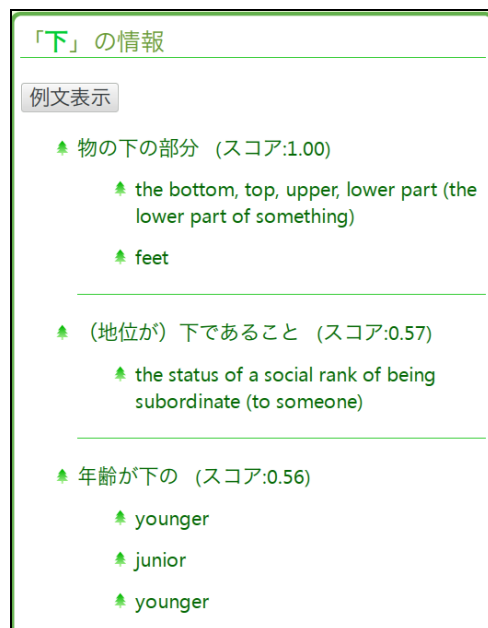 「下」の情報
例文表示
物の下の部分 (スコア:1.00)
the bottom, top, upper, lower part (the
lower part of something)
feet
（地位が）下であること (スコア:0.57)
the status of a social rank of being
subordinate (to someone)
年齢が下の (スコア:0.56)
younger
junior
younger